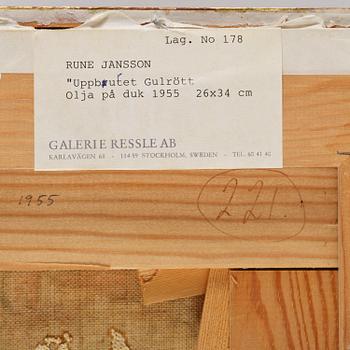 Lag. No 178
RUNE JANSSON
"Uppbrutet Gulrött
Olja på duk 1955 26x34 cm
GALERIE RESSLE AB
KARLAVÄGEN 68 - 114 59 STOCKHOLM, SWEDEN - TEL. 60 41 40
1955
221.